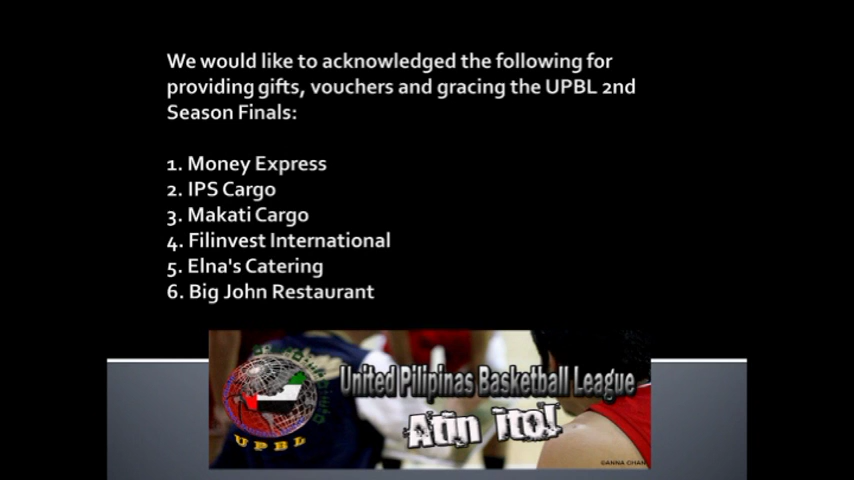 We would like to acknowledged the following for
providing gifts, vouchers and gracing the UPBL 2nd
Season Finals:
1. Money Express
2. IPS Cargo
3. Makati Cargo
4. Filinvest International
5. Elna's Catering
6. Big John Restaurant
United Pilipinas Basketball League
Atin ito!
UPBL
©ANNA CHAN